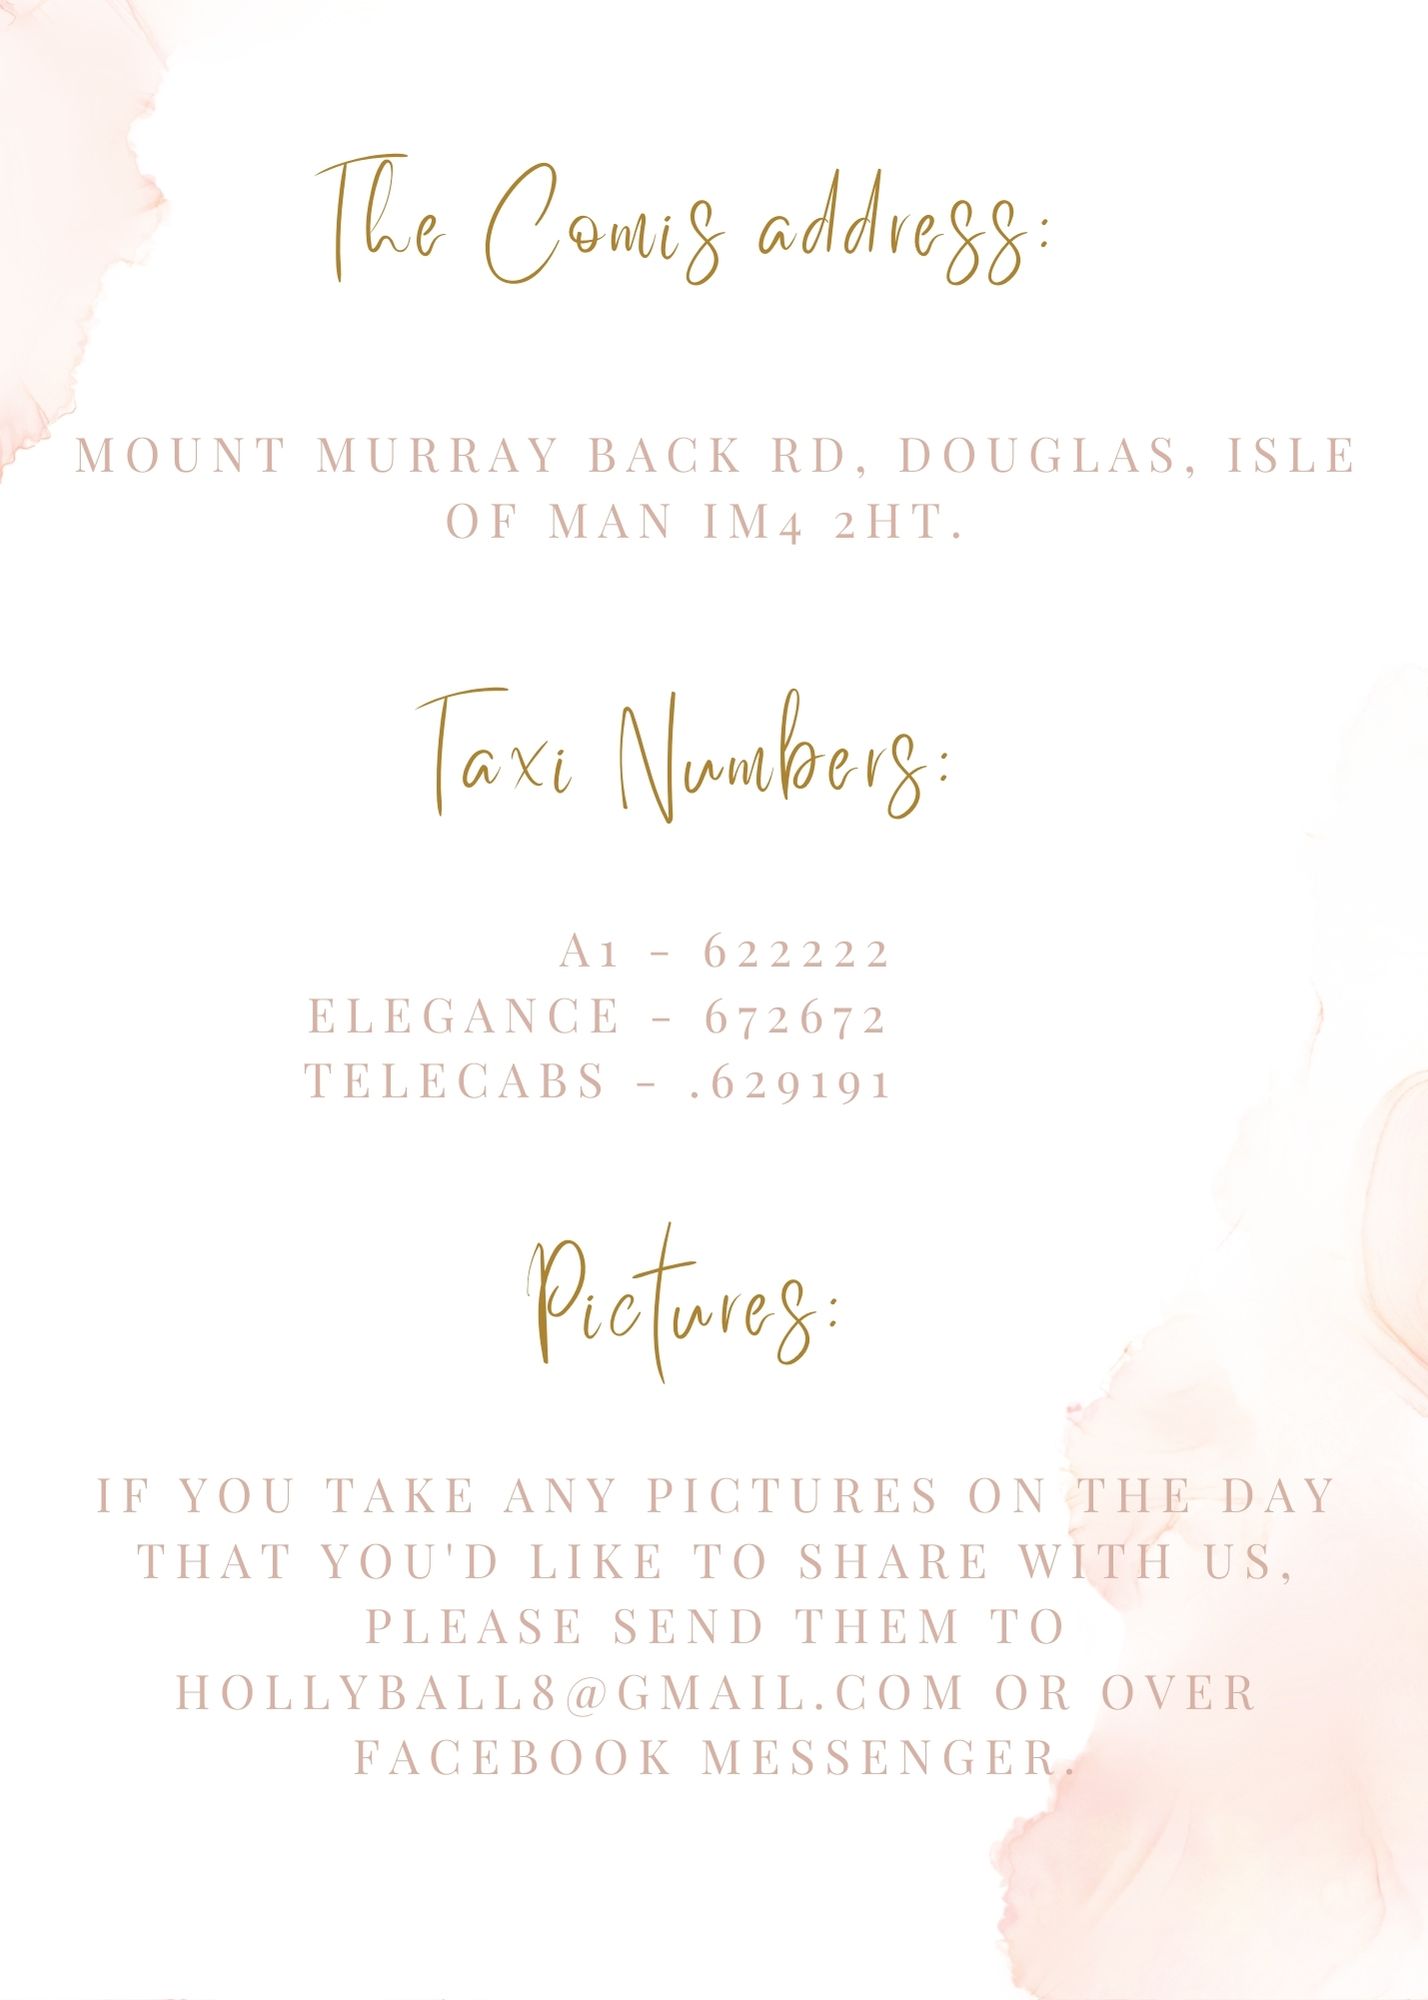 The Comis address:
MOUNT MURRAY BACK RD, DOUGLAS, ISLE
OF MAN IM4 2HT.
Taxi Numbers:
A1 - 622222
ELEGANCE - 672672
TELECABS - .629191
Pictures:
IF YOU TAKE ANY PICTURES ON THE DAY
THAT YOU'D LIKE TO SHARE WITH US,
PLEASE SEND THEM TO
HOLLYBALL8@GMAIL.COM OR OVER
FACEBOOK MESSENGER.